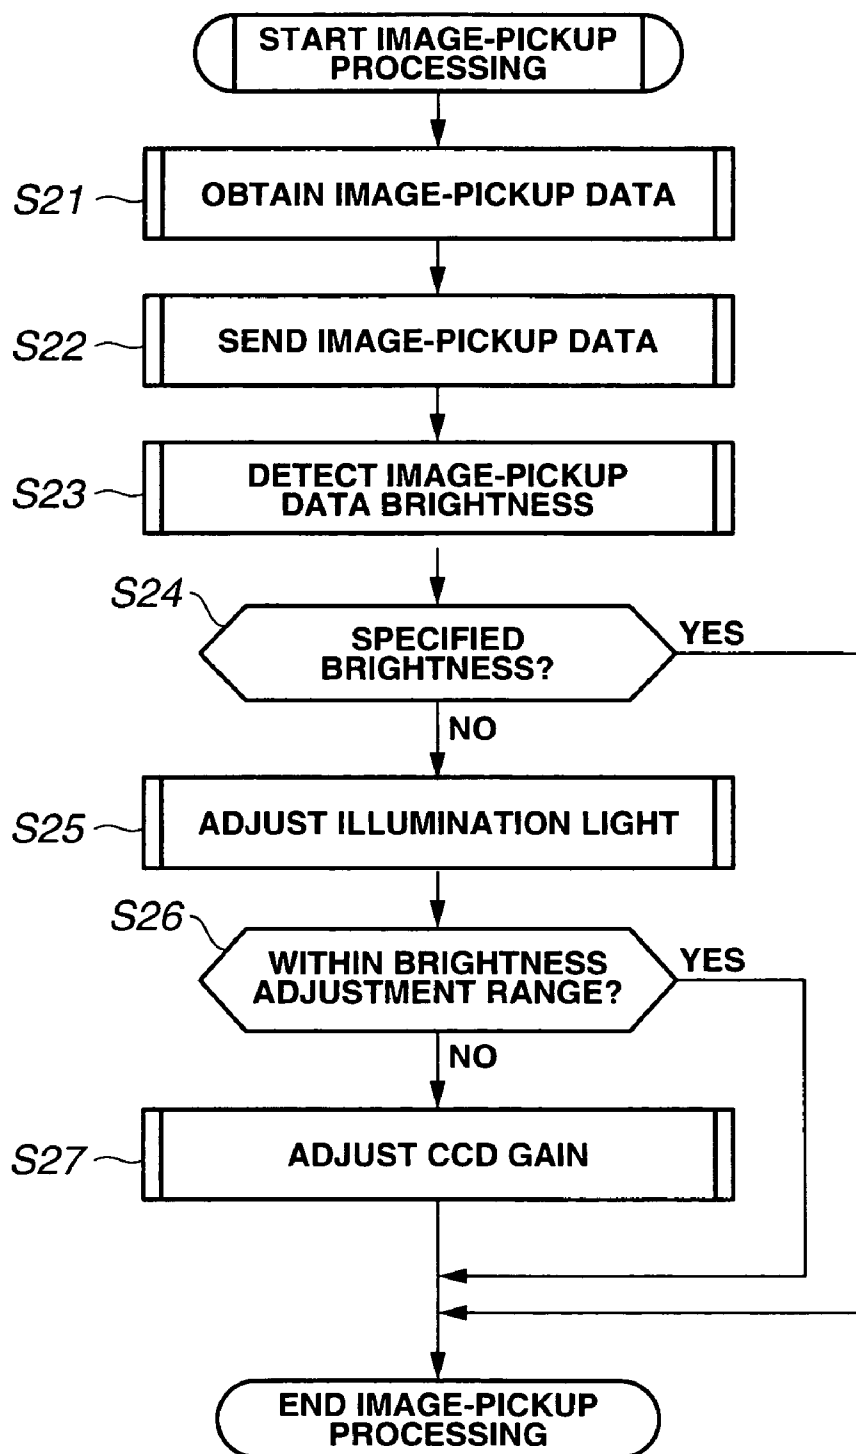 START IMAGE-PICKUP
PROCESSING
S21
OBTAIN IMAGE-PICKUP DATA
S22
SEND IMAGE-PICKUP DATA
S23
DETECT IMAGE-PICKUP
DATA BRIGHTNESS
S24
SPECIFIED
BRIGHTNESS?
YES
NO
S25
ADJUST ILLUMINATION LIGHT
S26
WITHIN BRIGHTNESS
ADJUSTMENT RANGE?
YES
NO
S27
ADJUST CCD GAIN
END IMAGE-PICKUP
PROCESSING